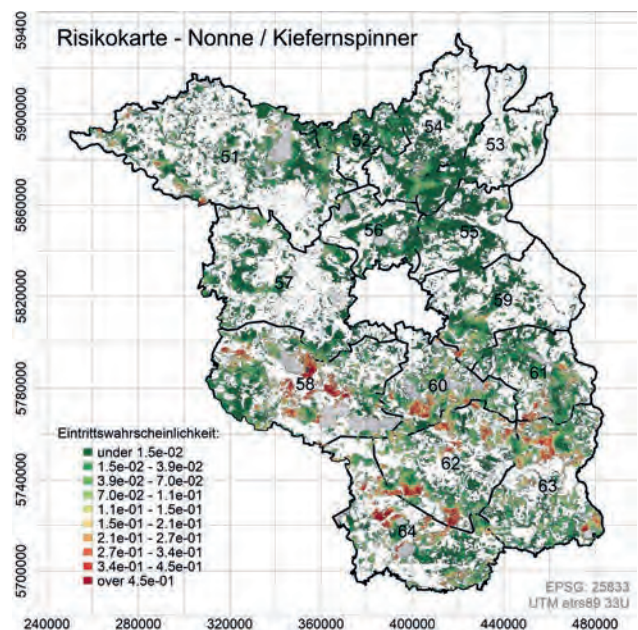 Risikokarte - Nonne / Kiefernspinner
5940000
5900000
5860000
5820000
5780000
5740000
5700000
51
52
54
53
56
55
57
59
58
60
61
62
63
64
Eintrittswahrscheinlichkeit:
under 1.5e-02
1.5e-02 - 3.9e-02
3.9e-02 - 7.0e-02
7.0e-02 - 1.1e-01
1.1e-01 - 1.5e-01
1.5e-01 - 2.1e-01
2.1e-01 - 2.7e-01
2.7e-01 - 3.4e-01
3.4e-01 - 4.5e-01
over 4.5e-01
EPSG: 25833
UTM etrs89 33U
240000 280000 320000 360000 400000 440000 480000